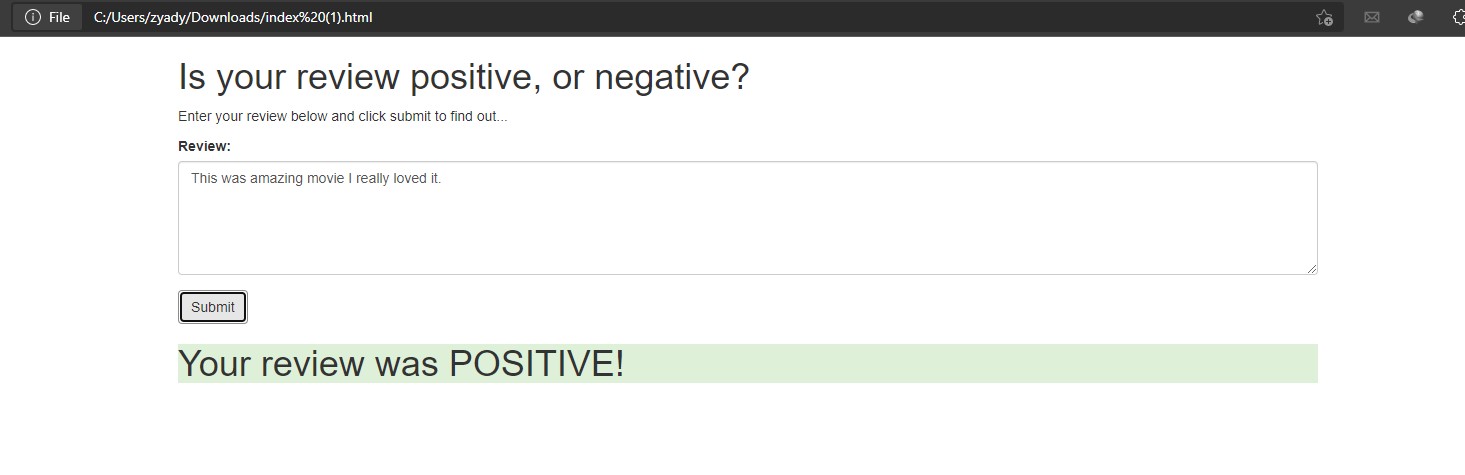 File C:/Users/zyady/Downloads/index%20(1).html
Is your review positive, or negative?
Enter your review below and click submit to find out...
Review:
This was amazing movie I really loved it.
Submit
Your review was POSITIVE!